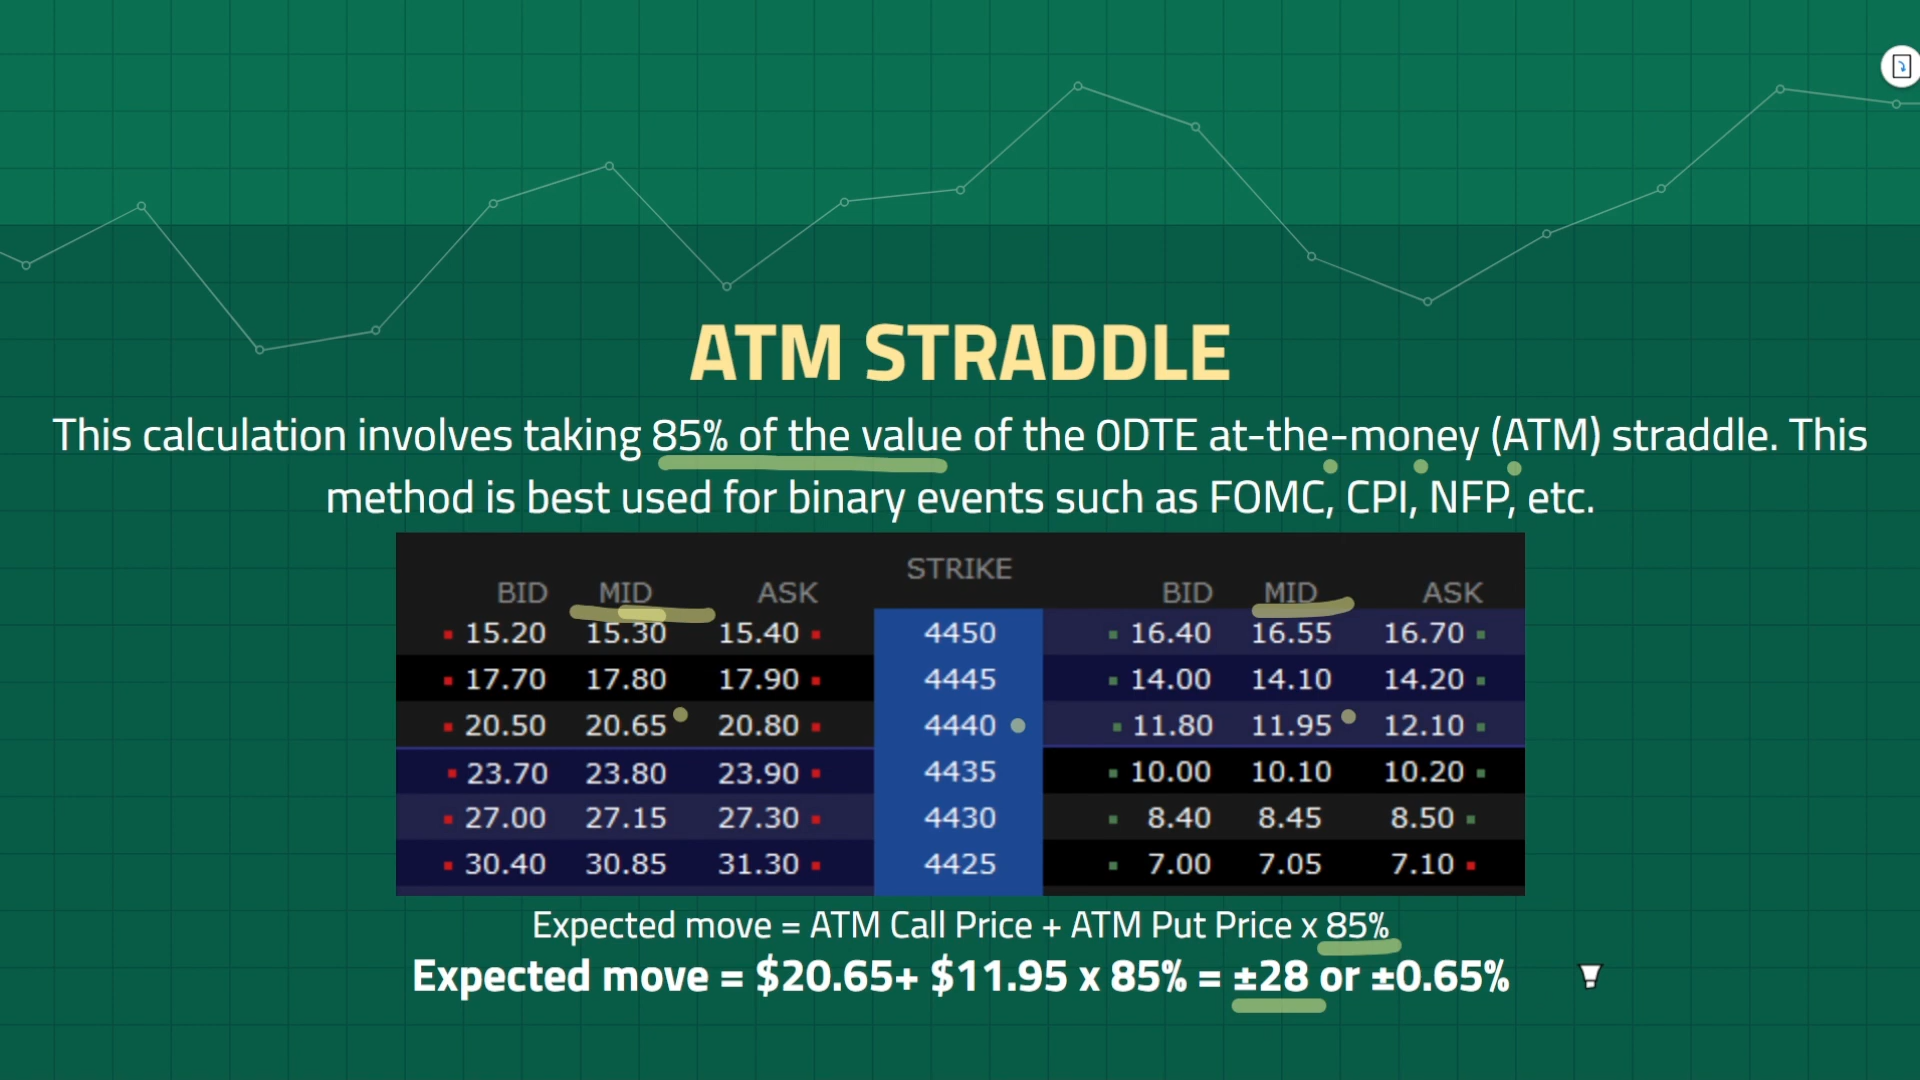 ATM STRADDLE
This calculation involves taking 85% of the value of the 0DTE at-the-money (ATM) straddle. This
method is best used for binary events such as FOMC, CPI, NFP, etc.
STRIKE
BID MID ASK BID MID ASK
15.20 15.30 15.40 4450 16.40 16.55 16.70
17.70 17.80 17.90 4445 14.00 14.10 14.20
20.50 20.65 20.80 4440 11.80 11.95 12.10
23.70 23.80 23.90 4435 10.00 10.10 10.20
27.00 27.15 27.30 4430 8.40 8.45 8.50
30.40 30.85 31.30 4425 7.00 7.05 7.10
Expected move = ATM Call Price + ATM Put Price x 85%
Expected move = $20.65+ $11.95 x 85% = ±28 or ±0.65%